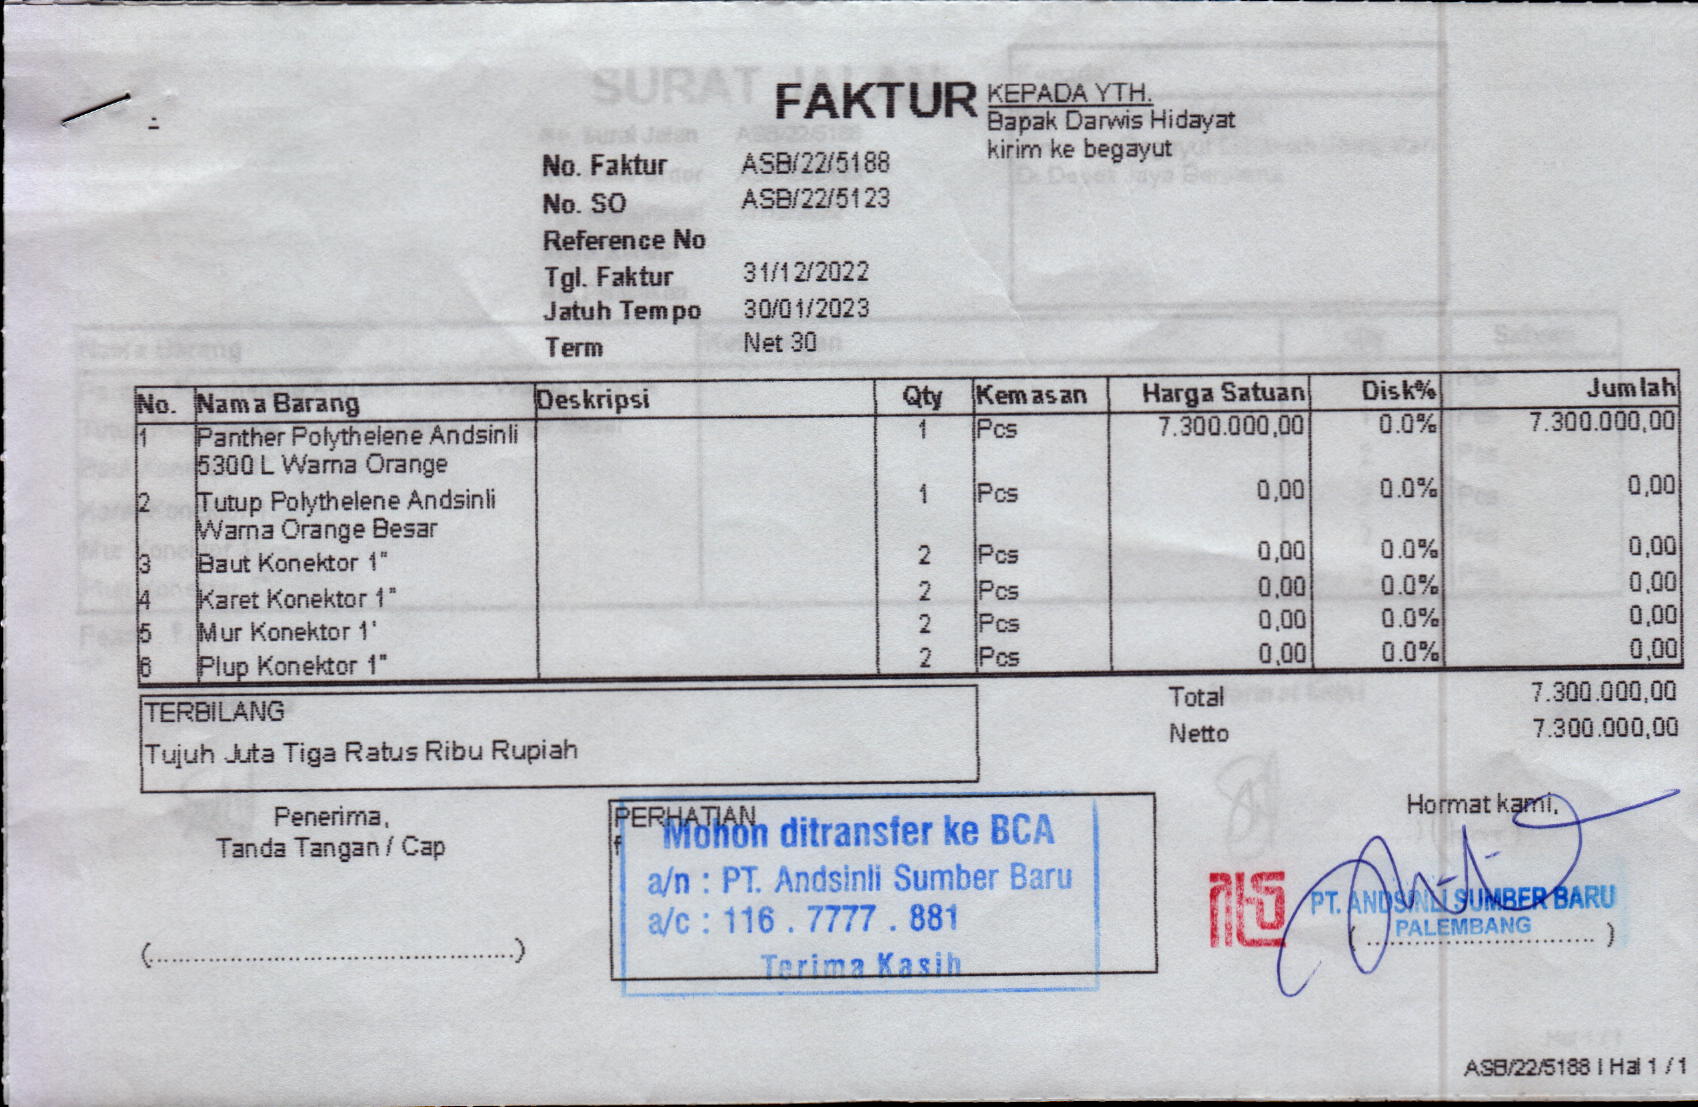 FAKTUR
KEPADA YTH.
Bapak Darwis Hidayat
kirim ke begayut
No. Faktur ASB/22/5188
No. SO ASB/22/5123
Reference No
Tgl. Faktur 31/12/2022
Jatuh Tempo 30/01/2023
Term Net 30
No. Nama Barang Deskripsi Qty Kemasan Harga Satuan Disk% Jumlah
1 Panther Polythelene Andsinli 1 Pcs 7.300.000,00 0.0% 7.300.000,00
5300 L Warna Orange
2 Tutup Polythelene Andsinli 1 Pcs 0,00 0.0% 0,00
Warna Orange Besar
3 Baut Konektor 1" 2 Pcs 0,00 0.0% 0,00
4 Karet Konektor 1" 2 Pcs 0,00 0.0% 0,00
5 Mur Konektor 1' 2 Pcs 0,00 0.0% 0,00
6 Plup Konektor 1" 2 Pcs 0,00 0.0% 0,00
Total 7.300.000,00
Netto 7.300.000,00
TERBILANG
Tujuh Juta Tiga Ratus Ribu Rupiah
Penerima,
Tanda Tangan / Cap
(..................................................)
PERHATIAN
f
Mohon ditransfer ke BCA
a/n : PT. Andsinli Sumber Baru
a/c : 116 . 7777 . 881
Terima Kasih
Hormat kami,
PT. ANDSINLI SUMBER BARU
PALEMBANG
( ................................ )
ASB/22/5188 | Hal 1 / 1